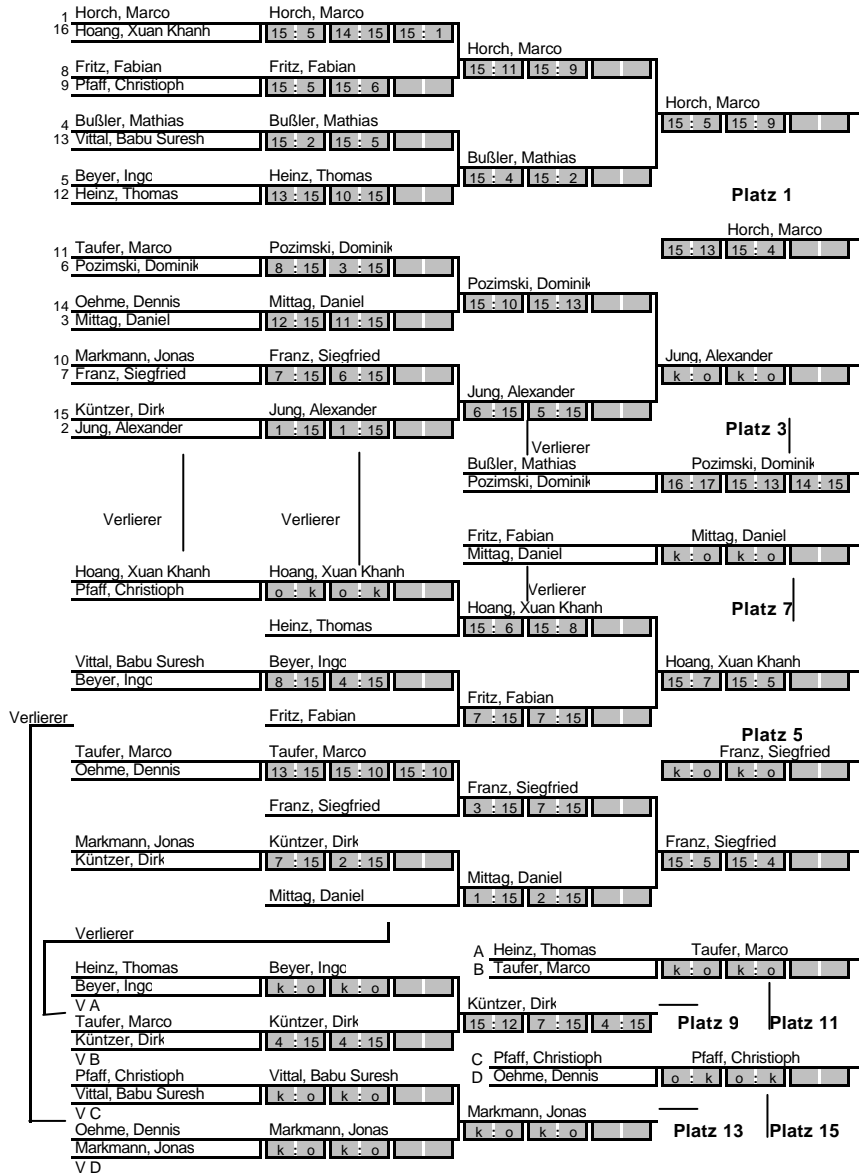 1 Horch, Marco Horch, Marco
16 Hoang, Xuan Khanh 15 : 5 14 : 15 15 : 1
Horch, Marco
8 Fritz, Fabian Fritz, Fabian 15 : 11 15 : 9
9 Pfaff, Christioph 15 : 5 15 : 6
Horch, Marco
4 Bußler, Mathias Bußler, Mathias 15 : 5 15 : 9
13 Vittal, Babu Suresh 15 : 2 15 : 5
Bußler, Mathias
5 Beyer, Ingo Heinz, Thomas 15 : 4 15 : 2
12 Heinz, Thomas 13 : 15 10 : 15 Platz 1
Horch, Marco
11 Taufer, Marco Pozimski, Dominik 15 : 13 15 : 4
6 Pozimski, Dominik 8 : 15 3 : 15
Pozimski, Dominik
14 Oehme, Dennis Mittag, Daniel 15 : 10 15 : 13
3 Mittag, Daniel 12 : 15 11 : 15
10 Markmann, Jonas Franz, Siegfried Jung, Alexander
7 Franz, Siegfried 7 : 15 6 : 15 k o k o
Jung, Alexander
15 Küntzer, Dirk Jung, Alexander 6 : 15 5 : 15
2 Jung, Alexander 1 : 15 1 : 15 Platz 3
Verlierer
Bußler, Mathias Pozimski, Dominik
Pozimski, Dominik 16 : 17 15 : 13 14 : 15
Verlierer Verlierer
Fritz, Fabian Mittag, Daniel
Mittag, Daniel k o k o
Hoang, Xuan Khanh Hoang, Xuan Khanh
Pfaff, Christioph o : k o : k Verlierer
Hoang, Xuan Khanh Platz 7
Heinz, Thomas 15 : 6 15 : 8
Vittal, Babu Suresh Beyer, Ingo Hoang, Xuan Khanh
Beyer, Ingo 8 : 15 4 : 15 15 : 7 15 : 5
Fritz, Fabian
Verlierer Fritz, Fabian 7 : 15 7 : 15
Platz 5
Taufer, Marco Taufer, Marco Franz, Siegfried
Oehme, Dennis 13 : 15 15 : 10 15 : 10 k : o k : o
Franz, Siegfried
Franz, Siegfried 3 : 15 7 : 15
Markmann, Jonas Küntzer, Dirk Franz, Siegfried
Küntzer, Dirk 7 : 15 2 : 15 15 : 5 15 : 4
Mittag, Daniel
Mittag, Daniel 1 : 15 2 : 15
Verlierer
A Heinz, Thomas Taufer, Marco
Heinz, Thomas Beyer, Ingo B Taufer, Marco k : o k : o
Beyer, Ingo k : o k : o
V A Küntzer, Dirk
Taufer, Marco Küntzer, Dirk 15 : 12 7 : 15 4 : 15 Platz 9 Platz 11
Küntzer, Dirk 4 : 15 4 : 15
V B C Pfaff, Christioph Pfaff, Christioph
Pfaff, Christioph Vittal, Babu Suresh D Oehme, Dennis o : k o : k
Vittal, Babu Suresh k : o k : o
V C Markmann, Jonas
Oehme, Dennis Markmann, Jonas k : o k : o Platz 13 Platz 15
Markmann, Jonas k : o k : o
V D